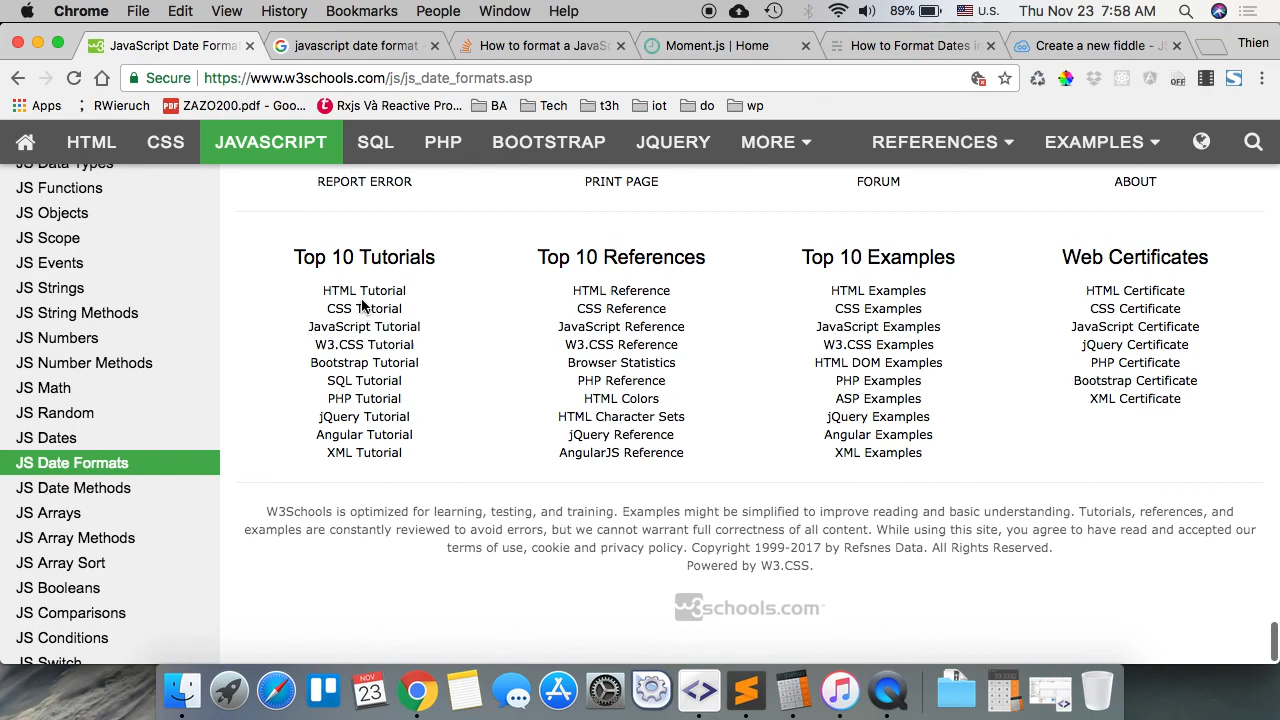 Chrome File Edit View History Bookmarks People Window Help 89% U.S. Thu Nov 23 7:58 AM
JavaScript Date Forma javascript date format - How to format a JavaSc Moment.js | Home How to Format Dates in Create a new fiddle - JS Thien
Secure https://www.w3schools.com/js/js_date_formats.asp OFF
Apps RWieruch ZAZO200.pdf - Goo... Rxjs Và Reactive Pro... BA Tech t3h iot do wp
HTML CSS JAVASCRIPT SQL PHP BOOTSTRAP JQUERY MORE REFERENCES EXAMPLES
JS Data Types
JS Functions
JS Objects
JS Scope
JS Events
JS Strings
JS String Methods
JS Numbers
JS Number Methods
JS Math
JS Random
JS Dates
JS Date Formats
JS Date Methods
JS Arrays
JS Array Methods
JS Array Sort
JS Booleans
JS Comparisons
JS Conditions
JS Switch
REPORT ERROR PRINT PAGE FORUM ABOUT
Top 10 Tutorials
HTML Tutorial
CSS Tutorial
JavaScript Tutorial
W3.CSS Tutorial
Bootstrap Tutorial
SQL Tutorial
PHP Tutorial
jQuery Tutorial
Angular Tutorial
XML Tutorial
Top 10 References
HTML Reference
CSS Reference
JavaScript Reference
W3.CSS Reference
Browser Statistics
PHP Reference
HTML Colors
HTML Character Sets
jQuery Reference
AngularJS Reference
Top 10 Examples
HTML Examples
CSS Examples
JavaScript Examples
W3.CSS Examples
HTML DOM Examples
PHP Examples
ASP Examples
jQuery Examples
Angular Examples
XML Examples
Web Certificates
HTML Certificate
CSS Certificate
JavaScript Certificate
jQuery Certificate
PHP Certificate
Bootstrap Certificate
XML Certificate
W3Schools is optimized for learning, testing, and training. Examples might be simplified to improve reading and basic understanding. Tutorials, references, and
examples are constantly reviewed to avoid errors, but we cannot warrant full correctness of all content. While using this site, you agree to have read and accepted our
terms of use, cookie and privacy policy. Copyright 1999-2017 by Refsnes Data. All Rights Reserved.
Powered by W3.CSS.
w3schools.com
NOV
23